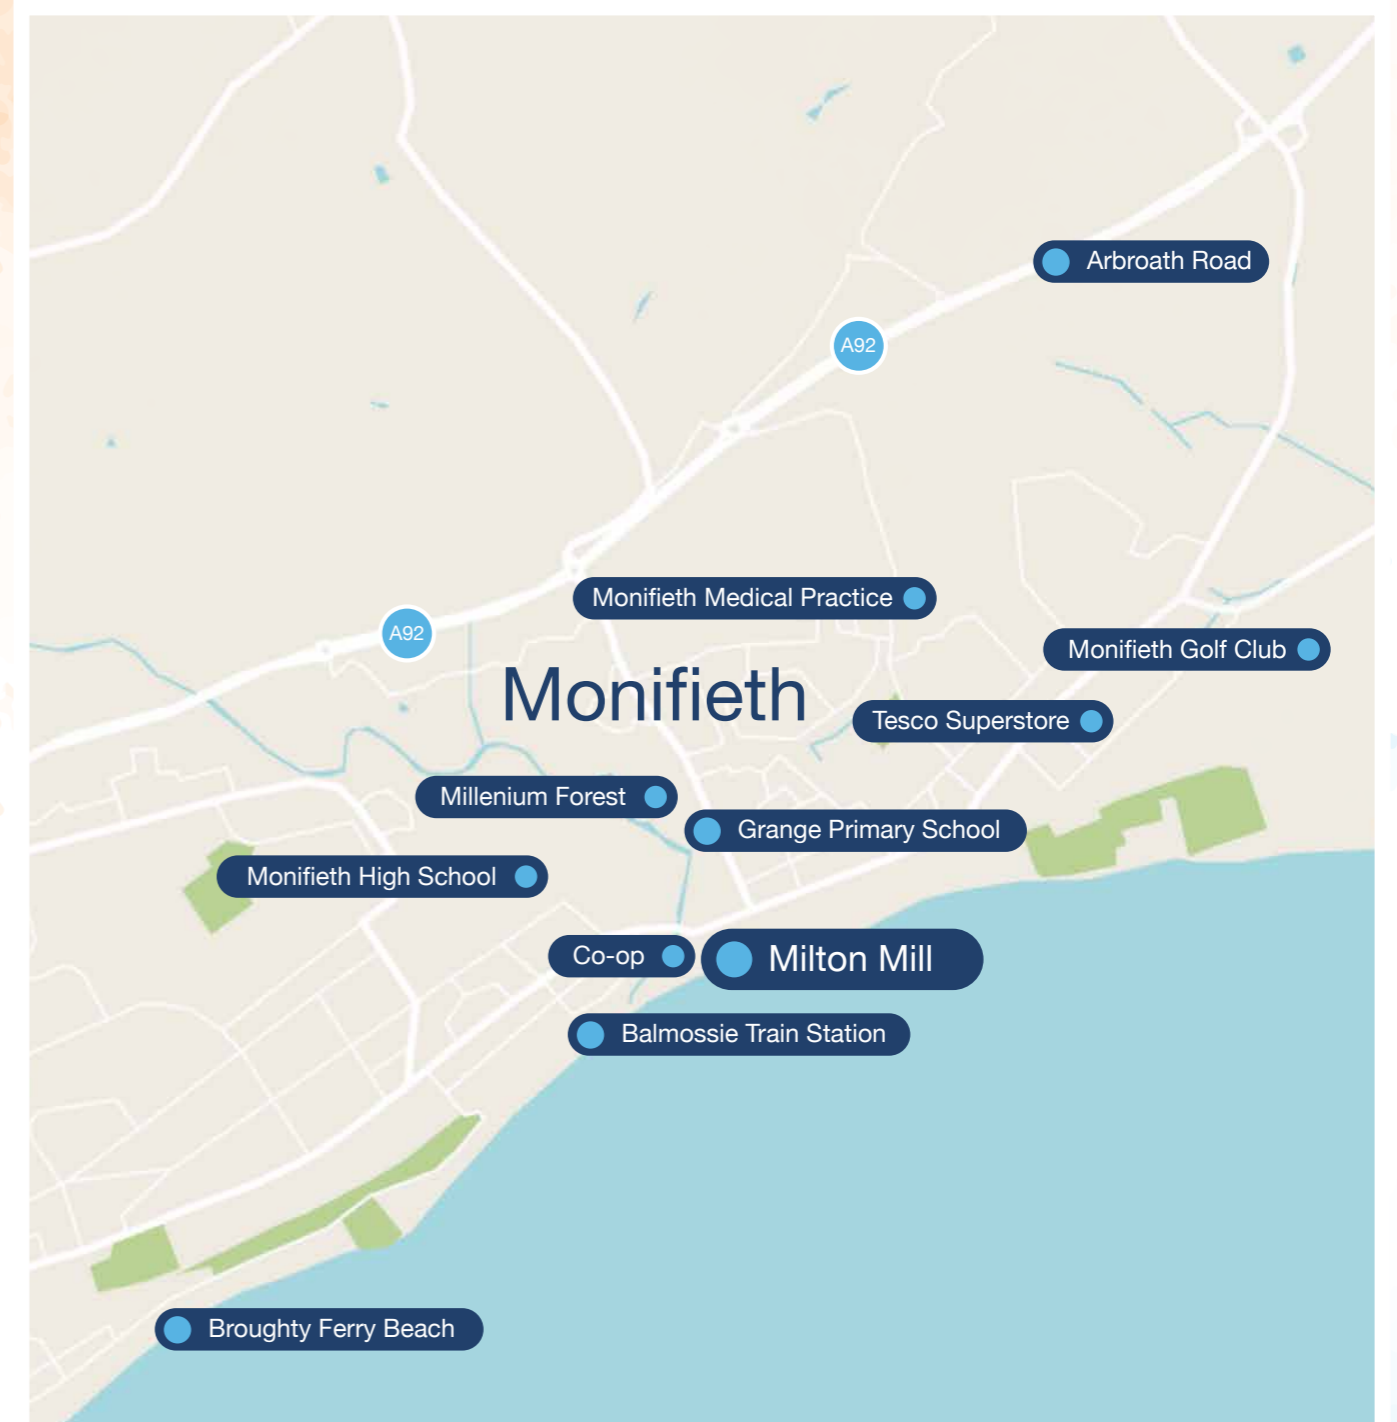 Arbroath Road
A92
Monifieth Medical Practice
A92
Monifieth Golf Club
Monifieth
Tesco Superstore
Millenium Forest
Grange Primary School
Monifieth High School
Co-op
Milton Mill
Balmossie Train Station
Broughty Ferry Beach